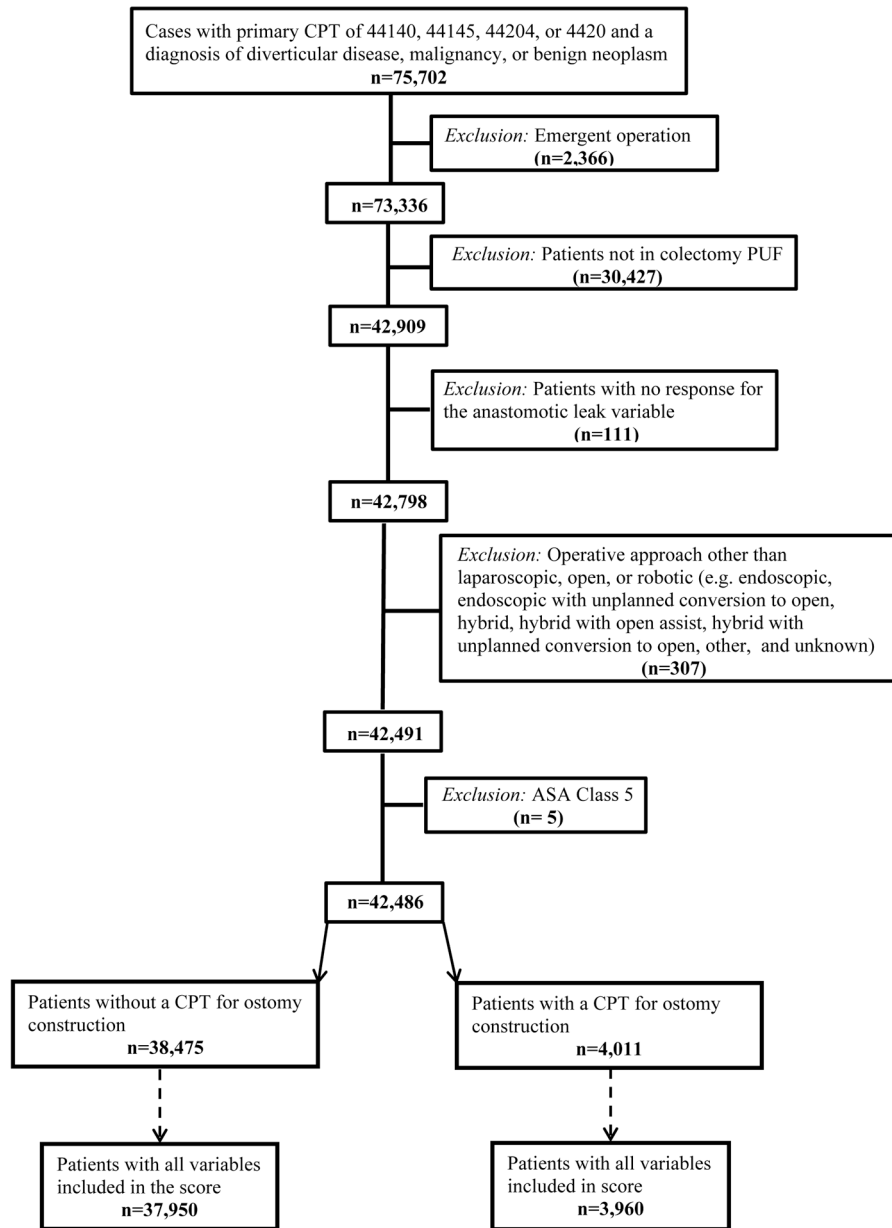 Cases with primary CPT of 44140, 44145, 44204, or 4420 and a
diagnosis of diverticular disease, malignancy, or benign neoplasm
n=75,702
Exclusion: Emergent operation
(n=2,366)
n=73,336
Exclusion: Patients not in colectomy PUF
(n=30,427)
n=42,909
Exclusion: Patients with no response for
the anastomotic leak variable
(n=111)
n=42,798
Exclusion: Operative approach other than
laparoscopic, open, or robotic (e.g. endoscopic,
endoscopic with unplanned conversion to open,
hybrid, hybrid with open assist, hybrid with
unplanned conversion to open, other, and unknown)
(n=307)
n=42,491
Exclusion: ASA Class 5
(n= 5)
n=42,486
Patients without a CPT for ostomy
construction
n=38,475
Patients with a CPT for ostomy
construction
n=4,011
Patients with all variables
included in the score
n=37,950
Patients with all variables
included in score
n=3,960